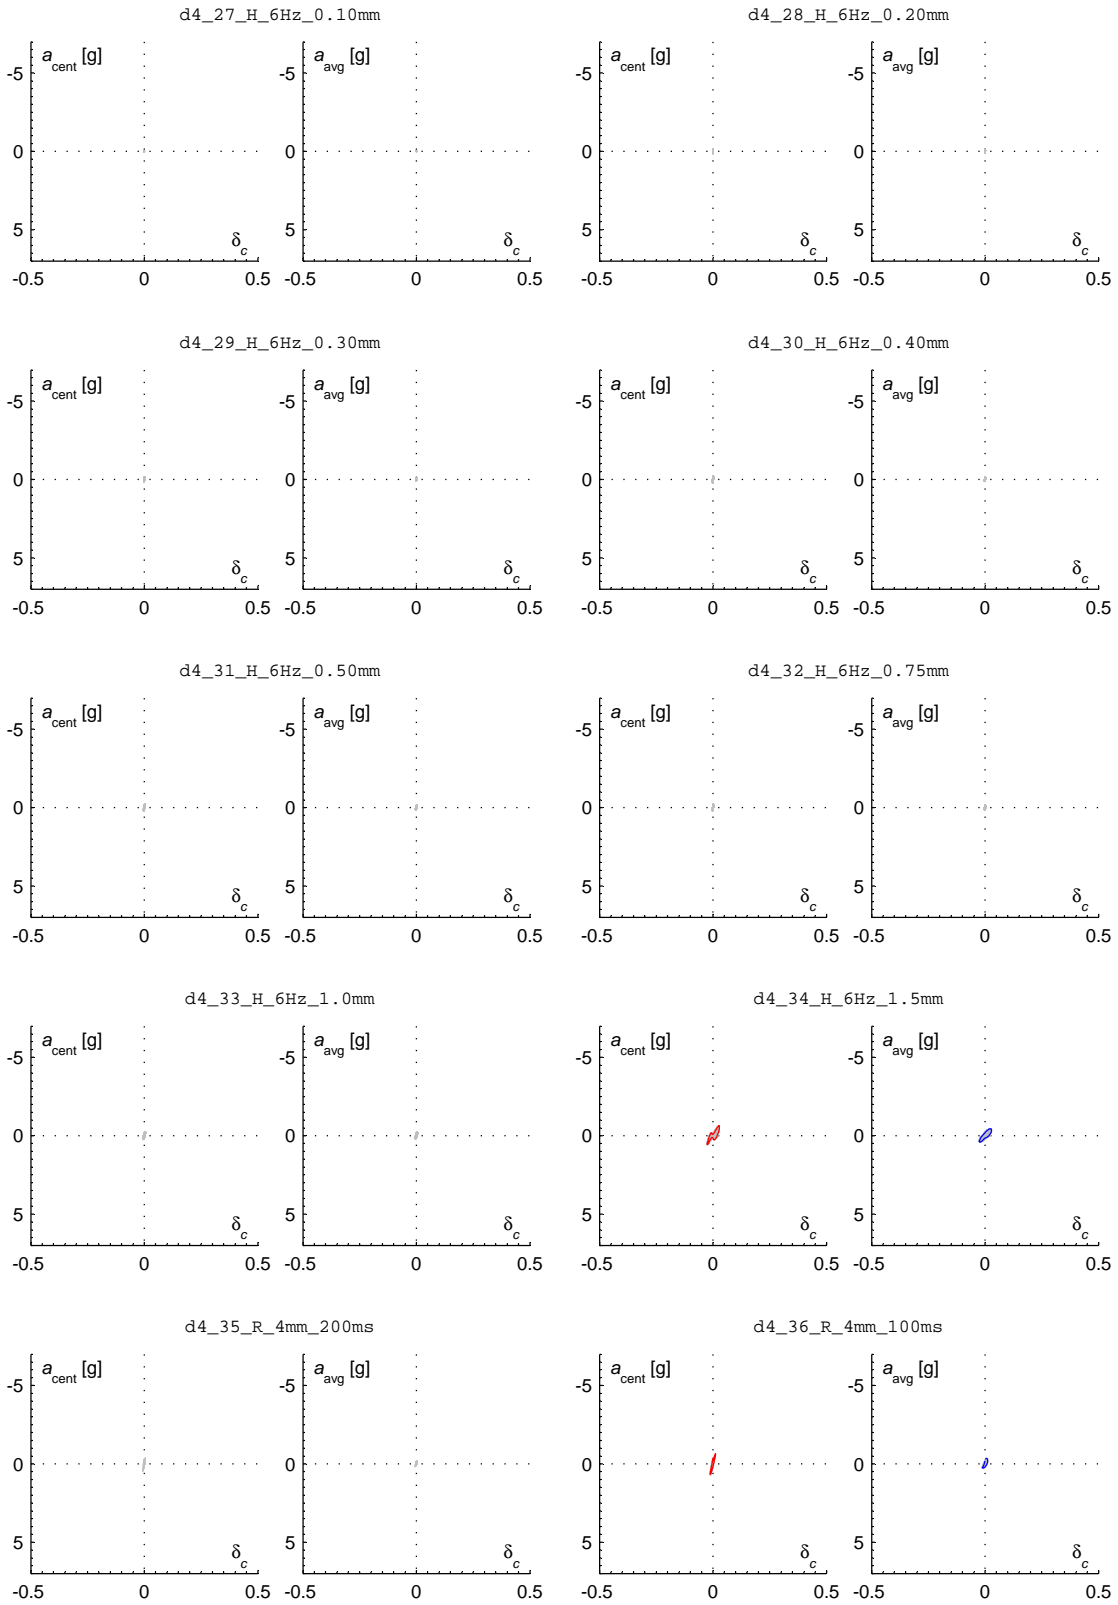 d4_27_H_6Hz_0.10mm d4_28_H_6Hz_0.20mm
a_cent [g] a_avg [g] a_cent [g] a_avg [g]
-5 -5 -5 -5
0 0 0 0
5 5 5 5
δ_c δ_c δ_c δ_c
-0.5 0 0.5 -0.5 0 0.5 -0.5 0 0.5 -0.5 0 0.5
d4_29_H_6Hz_0.30mm d4_30_H_6Hz_0.40mm
a_cent [g] a_avg [g] a_cent [g] a_avg [g]
-5 -5 -5 -5
0 0 0 0
5 5 5 5
δ_c δ_c δ_c δ_c
-0.5 0 0.5 -0.5 0 0.5 -0.5 0 0.5 -0.5 0 0.5
d4_31_H_6Hz_0.50mm d4_32_H_6Hz_0.75mm
a_cent [g] a_avg [g] a_cent [g] a_avg [g]
-5 -5 -5 -5
0 0 0 0
5 5 5 5
δ_c δ_c δ_c δ_c
-0.5 0 0.5 -0.5 0 0.5 -0.5 0 0.5 -0.5 0 0.5
d4_33_H_6Hz_1.0mm d4_34_H_6Hz_1.5mm
a_cent [g] a_avg [g] a_cent [g] a_avg [g]
-5 -5 -5 -5
0 0 0 0
5 5 5 5
δ_c δ_c δ_c δ_c
-0.5 0 0.5 -0.5 0 0.5 -0.5 0 0.5 -0.5 0 0.5
d4_35_R_4mm_200ms d4_36_R_4mm_100ms
a_cent [g] a_avg [g] a_cent [g] a_avg [g]
-5 -5 -5 -5
0 0 0 0
5 5 5 5
δ_c δ_c δ_c δ_c
-0.5 0 0.5 -0.5 0 0.5 -0.5 0 0.5 -0.5 0 0.5